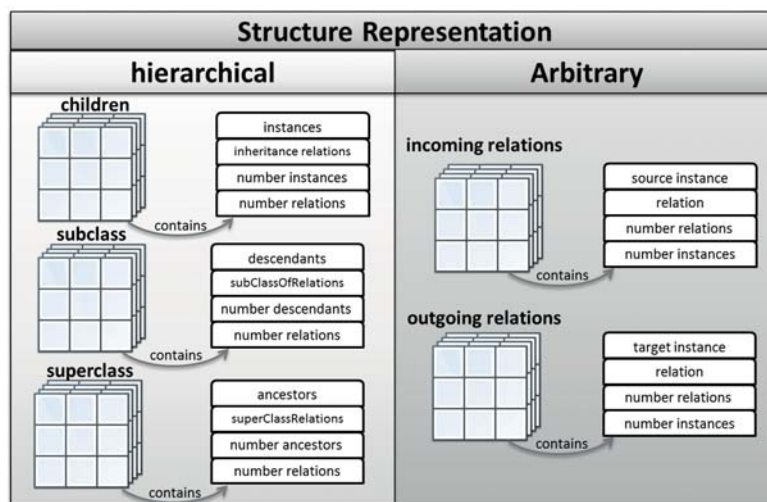 Structure Representation
hierarchical
children
instances
inheritance relations
number instances
number relations
contains
subclass
descendants
subClassOfRelations
number descendants
number relations
contains
superclass
ancestors
superClassRelations
number ancestors
number relations
contains
Arbitrary
incoming relations
source instance
relation
number relations
number instances
contains
outgoing relations
target instance
relation
number relations
number instances
contains